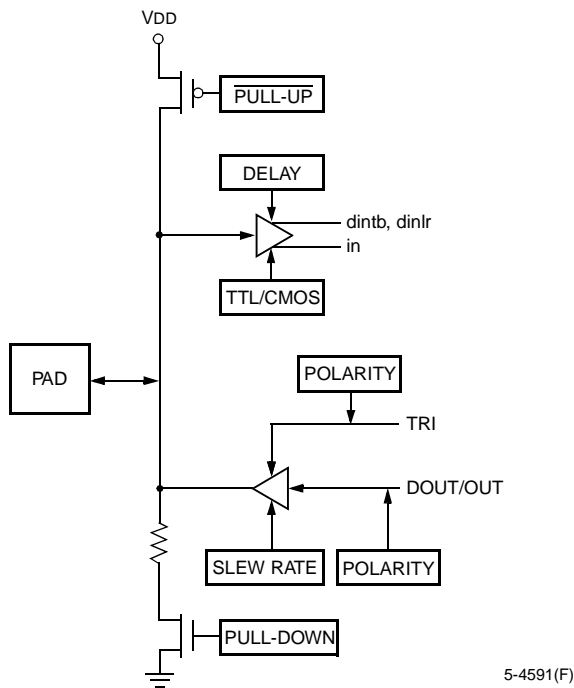 VDD
PULL-UP
DELAY
dintb, dinlr
in
TTL/CMOS
PAD
POLARITY
TRI
DOUT/OUT
SLEW RATE
POLARITY
PULL-DOWN
5-4591(F)